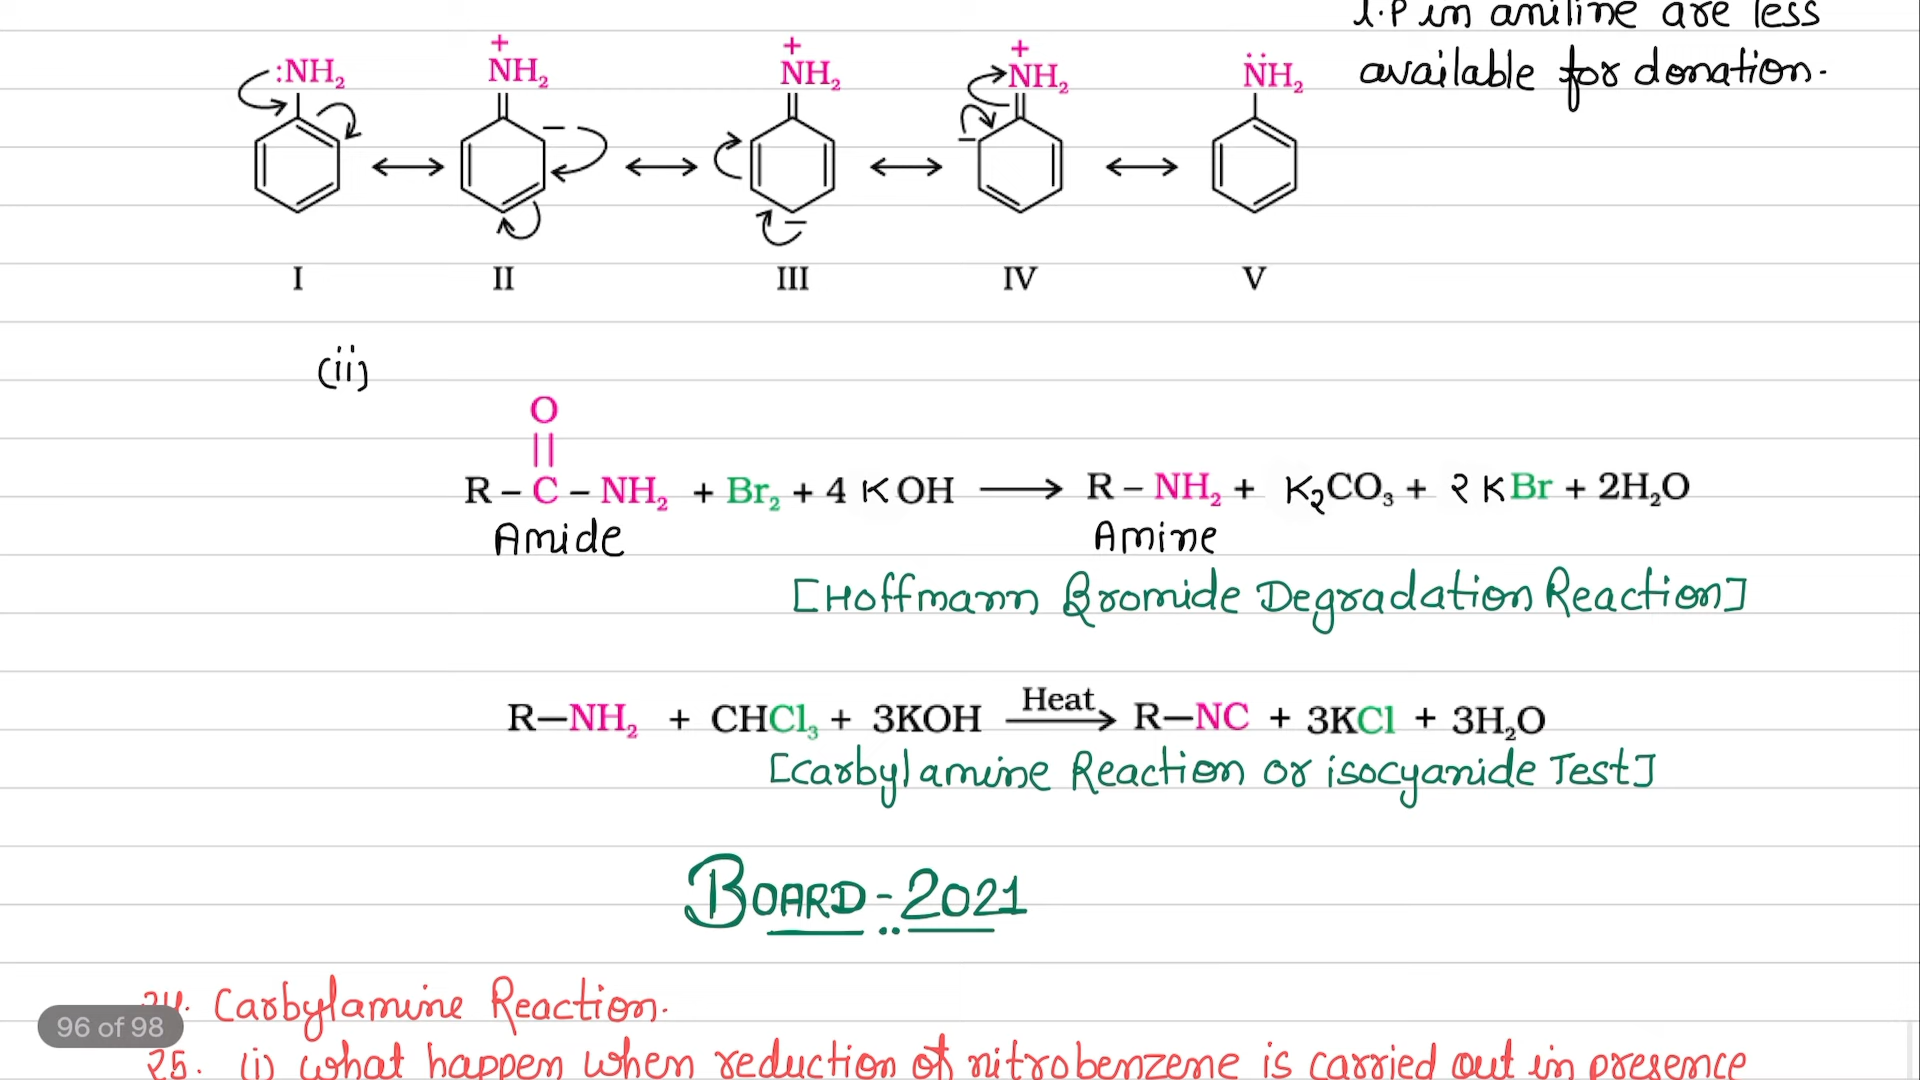 l.P in aniline are less
available for donation.
:NH₂ + NH₂ + NH₂ + NH₂ N̈H₂
− − −
I II III IV V
(ii)
O
||
R – C – NH₂ + Br₂ + 4 KOH ⟶ R – NH₂ + K₂CO₃ + 2KBr + 2H₂O
Amide Amine
[Hoffmann Bromide Degradation Reaction]
Heat
R—NH₂ + CHCl₃ + 3KOH ⟶ R—NC + 3KCl + 3H₂O
[Carbylamine Reaction or isocyanide Test]
BOARD - 2021
24. Carbylamine Reaction.
96 of 98
25. (i) what happen when reduction of nitrobenzene is carried out in presence